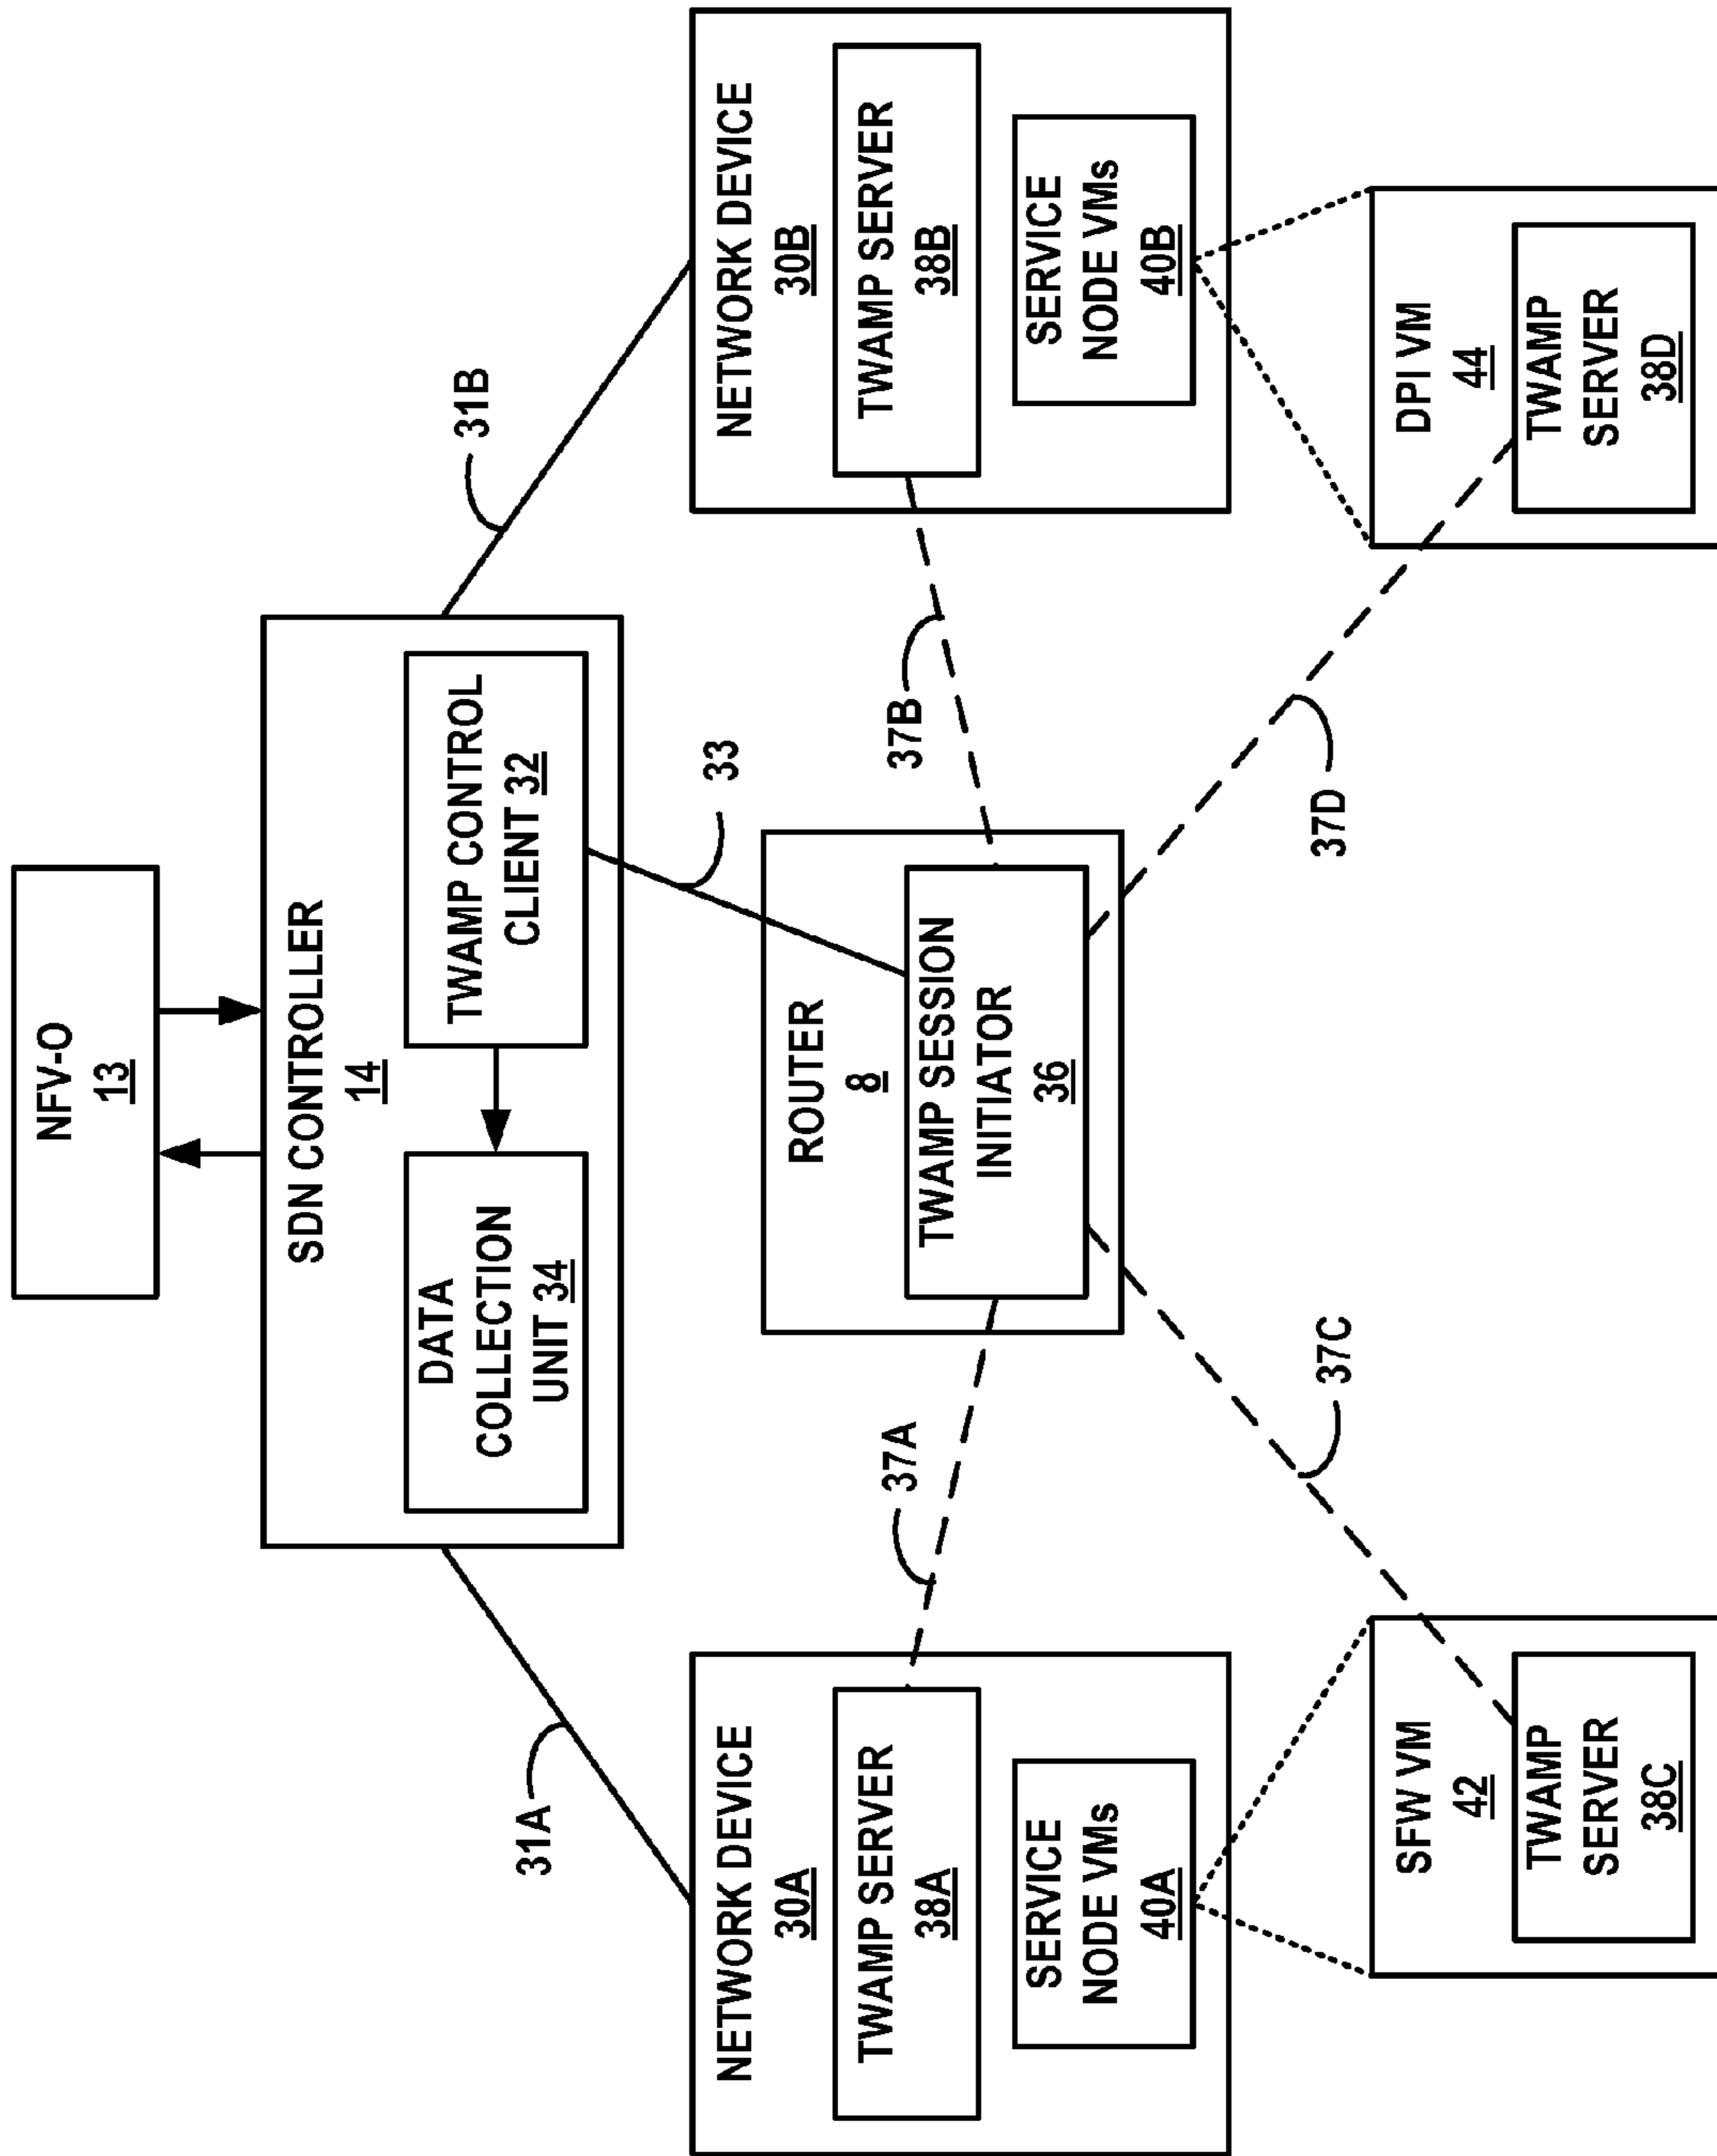 NFV-O
13
SDN CONTROLLER
14
DATA
COLLECTION
UNIT 34
TWAMP CONTROL
CLIENT 32
31A
31B
33
NETWORK DEVICE
30A
TWAMP SERVER
38A
SERVICE
NODE VMs
40A
ROUTER
8
TWAMP SESSION
INITIATOR
36
37A
37B
NETWORK DEVICE
30B
TWAMP SERVER
38B
SERVICE
NODE VMs
40B
37C
37D
SFW VM
42
TWAMP
SERVER
38C
DPI VM
44
TWAMP
SERVER
38D